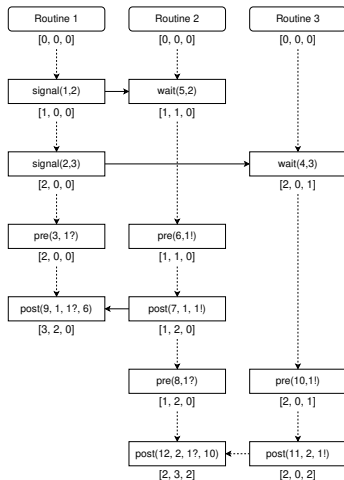 Routine 1
Routine 2
Routine 3
[0, 0, 0]
[0, 0, 0]
[0, 0, 0]
signal(1,2)
wait(5,2)
[1, 0, 0]
[1, 1, 0]
signal(2,3)
wait(4,3)
[2, 0, 0]
[2, 0, 1]
pre(3, 1?)
pre(6,1!)
[2, 0, 0]
[1, 1, 0]
post(9, 1, 1?, 6)
post(7, 1, 1!)
[3, 2, 0]
[1, 2, 0]
pre(8,1?)
pre(10,1!)
[1, 2, 0]
[2, 0, 1]
post(12, 2, 1?, 10)
post(11, 2, 1!)
[2, 3, 2]
[2, 0, 2]